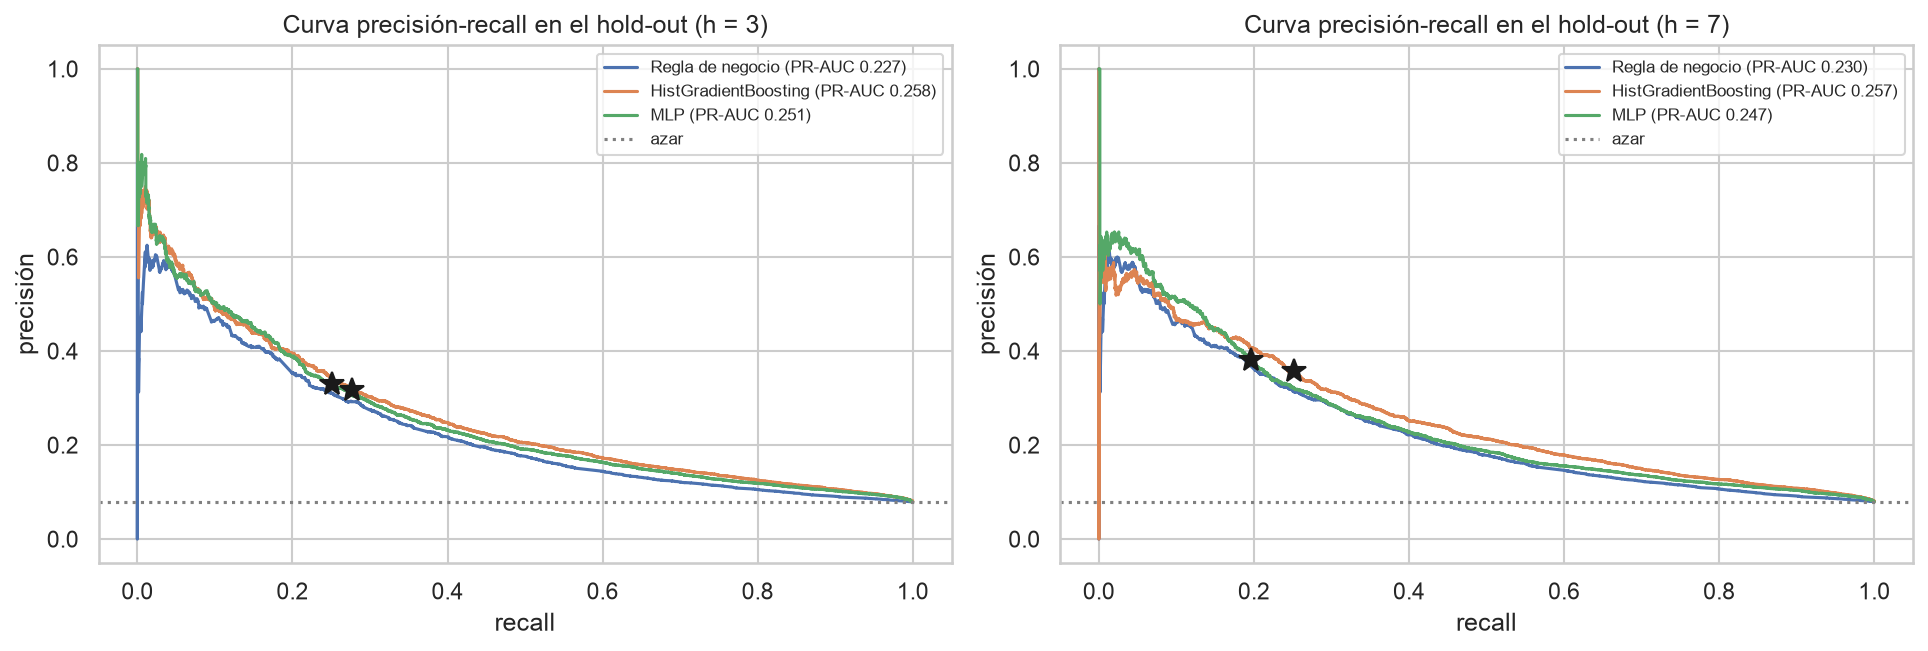 Curva precisión-recall en el hold-out (h = 3)
Regla de negocio (PR-AUC 0.227)
HistGradientBoosting (PR-AUC 0.258)
MLP (PR-AUC 0.251)
azar
precisión
1.0
0.8
0.6
0.4
0.2
0.0
0.0 0.2 0.4 0.6 0.8 1.0
recall
Curva precisión-recall en el hold-out (h = 7)
Regla de negocio (PR-AUC 0.230)
HistGradientBoosting (PR-AUC 0.257)
MLP (PR-AUC 0.247)
azar
precisión
1.0
0.8
0.6
0.4
0.2
0.0
0.0 0.2 0.4 0.6 0.8 1.0
recall